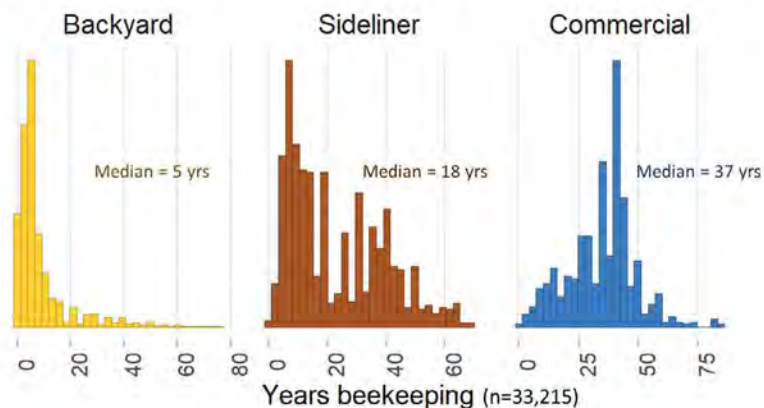 Backyard Sideliner Commercial
Median = 5 yrs Median = 18 yrs Median = 37 yrs
0 20 40 60 80 0 20 40 60 0 25 50 75
Years beekeeping (n=33,215)